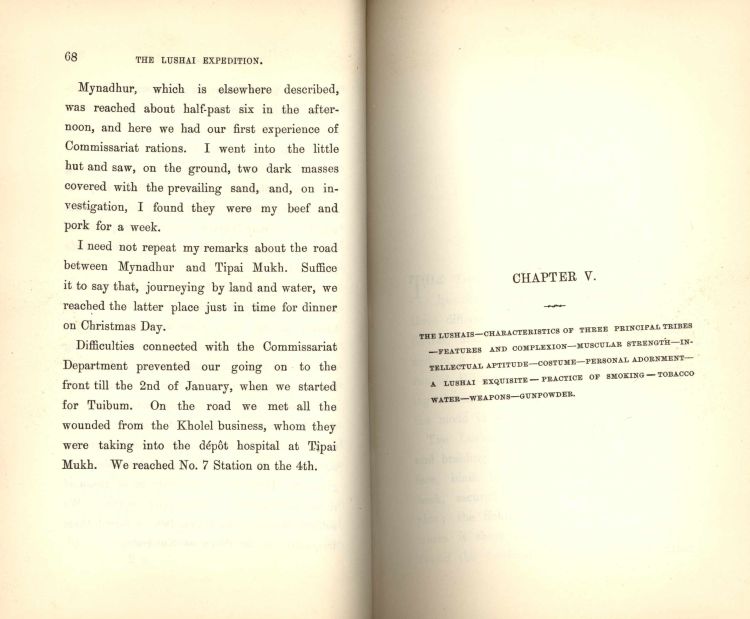 68
THE LUSHAI EXPEDITION.
Mynadhur, which is elsewhere described,
was reached about half-past six in the after-
noon, and here we had our first experience of
Commissariat rations. I went into the little
hut and saw, on the ground, two dark masses
covered with the prevailing sand, and, on in-
vestigation, I found they were my beef and
pork for a week.
I need not repeat my remarks about the road
between Mynadhur and Tipai Mukh. Suffice
it to say that, journeying by land and water, we
reached the latter place just in time for dinner
on Christmas Day.
Difficulties connected with the Commissariat
Department prevented our going on to the
front till the 2nd of January, when we started
for Tuibum. On the road we met all the
wounded from the Kholel business, whom they
were taking into the dépôt hospital at Tipai
Mukh. We reached No. 7 Station on the 4th.
CHAPTER V.
THE LUSHAIS—CHARACTERISTICS OF THREE PRINCIPAL TRIBES
—FEATURES AND COMPLEXION—MUSCULAR STRENGTH—IN-
TELLECTUAL APTITUDE—COSTUME—PERSONAL ADORNMENT—
A LUSHAI EXQUISITE—PRACTICE OF SMOKING—TOBACCO
WATER—WEAPONS—GUNPOWDER.